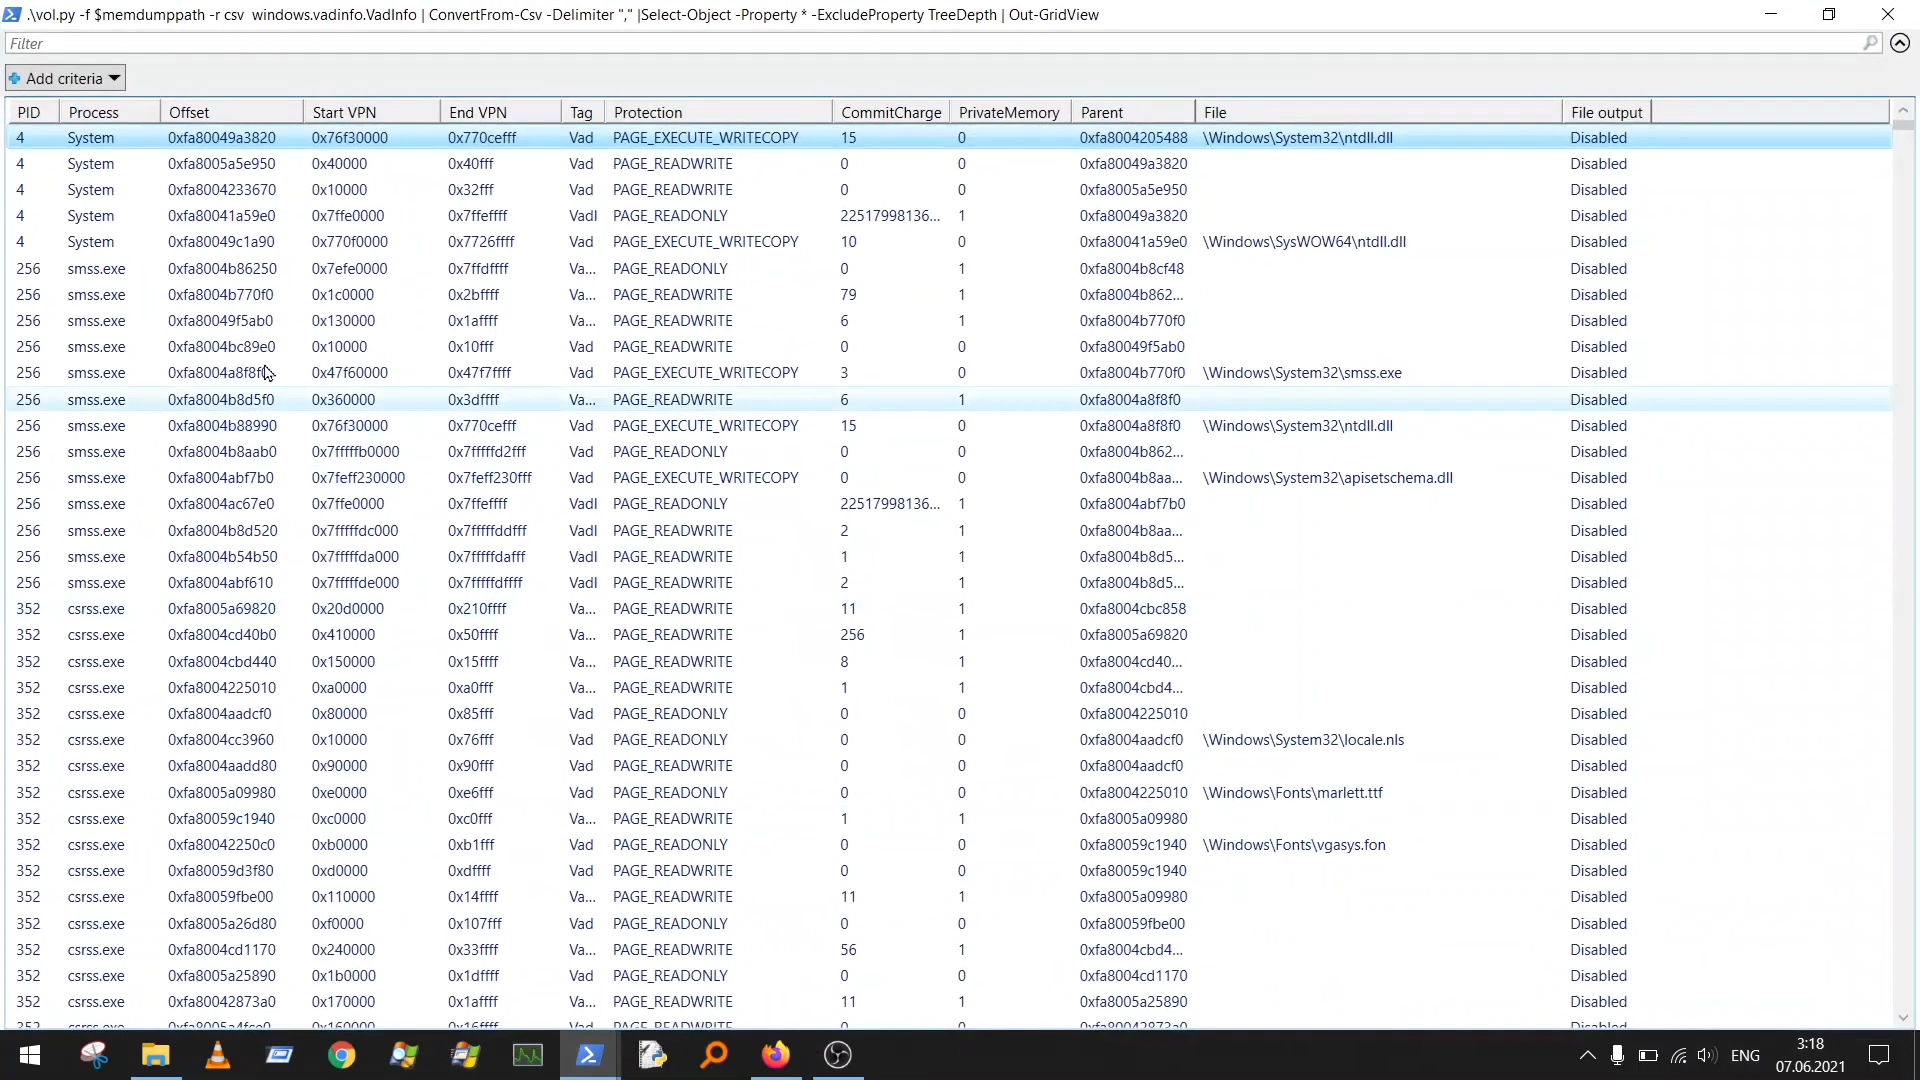 .\vol.py -f $memdumppath -r csv  windows.vadinfo.VadInfo | ConvertFrom-Csv -Delimiter "," |Select-Object -Property * -ExcludeProperty TreeDepth | Out-GridView
Filter
Add criteria
PID Process Offset Start VPN End VPN Tag Protection CommitCharge PrivateMemory Parent File File output
4 System 0xfa80049a3820 0x76f30000 0x770cefff Vad PAGE_EXECUTE_WRITECOPY 15 0 0xfa8004205488 \Windows\System32\ntdll.dll Disabled
4 System 0xfa8005a5e950 0x40000 0x40fff Vad PAGE_READWRITE 0 0 0xfa80049a3820 Disabled
4 System 0xfa8004233670 0x10000 0x32fff Vad PAGE_READWRITE 0 0 0xfa8005a5e950 Disabled
4 System 0xfa80041a59e0 0x7ffe0000 0x7ffeffff Vadl PAGE_READONLY 22517998136... 1 0xfa80049a3820 Disabled
4 System 0xfa80049c1a90 0x770f0000 0x7726ffff Vad PAGE_EXECUTE_WRITECOPY 10 0 0xfa80041a59e0 \Windows\SysWOW64\ntdll.dll Disabled
256 smss.exe 0xfa8004b86250 0x7efe0000 0x7ffdffff Va... PAGE_READONLY 0 1 0xfa8004b8cf48 Disabled
256 smss.exe 0xfa8004b770f0 0x1c0000 0x2bffff Va... PAGE_READWRITE 79 1 0xfa8004b862... Disabled
256 smss.exe 0xfa80049f5ab0 0x130000 0x1affff Va... PAGE_READWRITE 6 1 0xfa8004b770f0 Disabled
256 smss.exe 0xfa8004bc89e0 0x10000 0x10fff Vad PAGE_READWRITE 0 0 0xfa80049f5ab0 Disabled
256 smss.exe 0xfa8004a8f8f0 0x47f60000 0x47f7ffff Vad PAGE_EXECUTE_WRITECOPY 3 0 0xfa8004b770f0 \Windows\System32\smss.exe Disabled
256 smss.exe 0xfa8004b8d5f0 0x360000 0x3dffff Va... PAGE_READWRITE 6 1 0xfa8004a8f8f0 Disabled
256 smss.exe 0xfa8004b88990 0x76f30000 0x770cefff Vad PAGE_EXECUTE_WRITECOPY 15 0 0xfa8004a8f8f0 \Windows\System32\ntdll.dll Disabled
256 smss.exe 0xfa8004b8aab0 0x7fffffb0000 0x7fffffd2fff Vad PAGE_READONLY 0 0 0xfa8004b862... Disabled
256 smss.exe 0xfa8004abf7b0 0x7feff230000 0x7feff230fff Vad PAGE_EXECUTE_WRITECOPY 0 0 0xfa8004b8aa... \Windows\System32\apisetschema.dll Disabled
256 smss.exe 0xfa8004ac67e0 0x7ffe0000 0x7ffeffff Vadl PAGE_READONLY 22517998136... 1 0xfa8004abf7b0 Disabled
256 smss.exe 0xfa8004b8d520 0x7fffffdc000 0x7fffffddfff Vadl PAGE_READWRITE 2 1 0xfa8004b8aa... Disabled
256 smss.exe 0xfa8004b54b50 0x7fffffda000 0x7fffffdafff Vadl PAGE_READWRITE 1 1 0xfa8004b8d5... Disabled
256 smss.exe 0xfa8004abf610 0x7fffffde000 0x7fffffdffff Vadl PAGE_READWRITE 2 1 0xfa8004b8d5... Disabled
352 csrss.exe 0xfa8005a69820 0x20d0000 0x210ffff Va... PAGE_READWRITE 11 1 0xfa8004cbc858 Disabled
352 csrss.exe 0xfa8004cd40b0 0x410000 0x50ffff Va... PAGE_READWRITE 256 1 0xfa8005a69820 Disabled
352 csrss.exe 0xfa8004cbd440 0x150000 0x15ffff Va... PAGE_READWRITE 8 1 0xfa8004cd40... Disabled
352 csrss.exe 0xfa8004225010 0xa0000 0xa0fff Va... PAGE_READWRITE 1 1 0xfa8004cbd4... Disabled
352 csrss.exe 0xfa8004aadcf0 0x80000 0x85fff Vad PAGE_READONLY 0 0 0xfa8004225010 Disabled
352 csrss.exe 0xfa8004cc3960 0x10000 0x76fff Vad PAGE_READONLY 0 0 0xfa8004aadcf0 \Windows\System32\locale.nls Disabled
352 csrss.exe 0xfa8004aadd80 0x90000 0x90fff Vad PAGE_READWRITE 0 0 0xfa8004aadcf0 Disabled
352 csrss.exe 0xfa8005a09980 0xe0000 0xe6fff Vad PAGE_READONLY 0 0 0xfa8004225010 \Windows\Fonts\marlett.ttf Disabled
352 csrss.exe 0xfa80059c1940 0xc0000 0xc0fff Va... PAGE_READWRITE 1 1 0xfa8005a09980 Disabled
352 csrss.exe 0xfa80042250c0 0xb0000 0xb1fff Vad PAGE_READONLY 0 0 0xfa80059c1940 \Windows\Fonts\vgasys.fon Disabled
352 csrss.exe 0xfa80059d3f80 0xd0000 0xdffff Vad PAGE_READWRITE 0 0 0xfa80059c1940 Disabled
352 csrss.exe 0xfa80059fbe00 0x110000 0x14ffff Va... PAGE_READWRITE 11 1 0xfa8005a09980 Disabled
352 csrss.exe 0xfa8005a26d80 0xf0000 0x107fff Vad PAGE_READONLY 0 0 0xfa80059fbe00 Disabled
352 csrss.exe 0xfa8004cd1170 0x240000 0x33ffff Va... PAGE_READWRITE 56 1 0xfa8004cbd4... Disabled
352 csrss.exe 0xfa8005a25890 0x1b0000 0x1dffff Vad PAGE_READONLY 0 0 0xfa8004cd1170 Disabled
352 csrss.exe 0xfa80042873a0 0x170000 0x1affff Va... PAGE_READWRITE 11 1 0xfa8005a25890 Disabled
ENG
3:18
07.06.2021